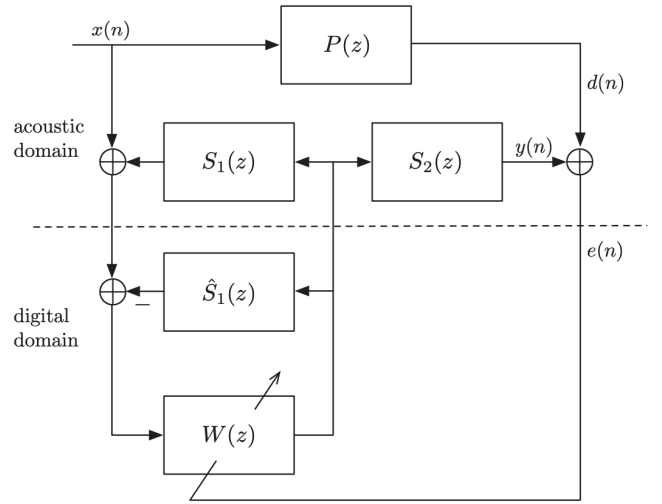 x(n)
P(z)
d(n)
acoustic
domain
S₁(z)
S₂(z)
y(n)
e(n)
Ŝ₁(z)
−
digital
domain
W(z)